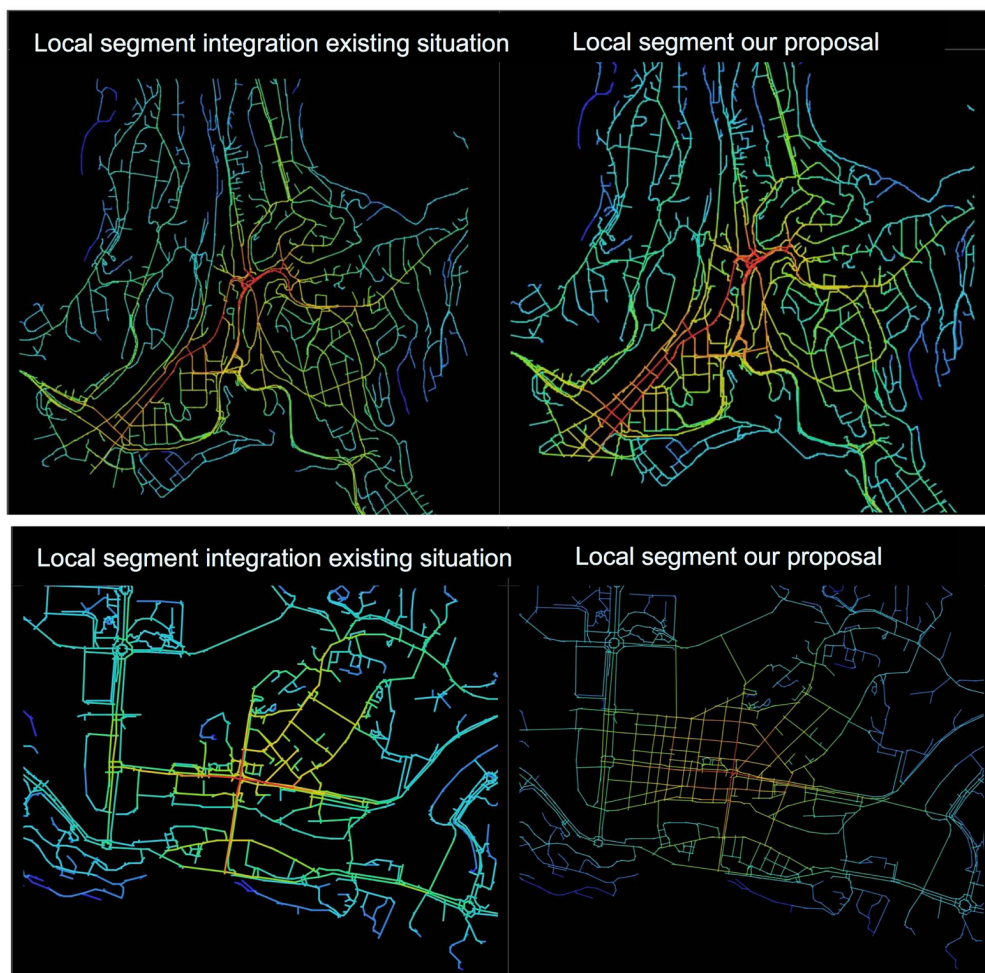 Local segment integration existing situation
Local segment our proposal
Local segment integration existing situation
Local segment our proposal